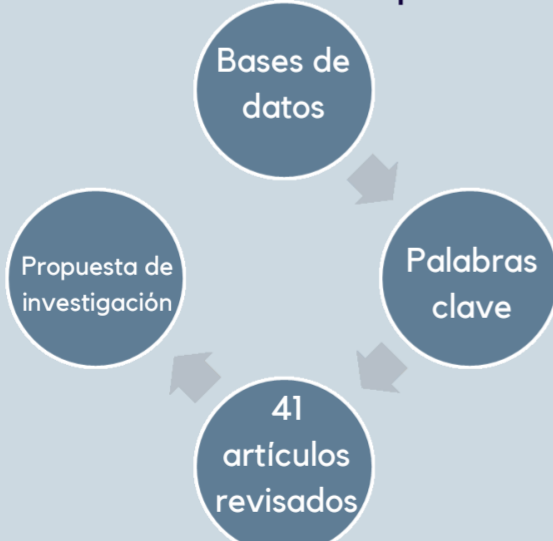 Bases de
datos
Palabras
clave
41
artículos
revisados
Propuesta de
investigación